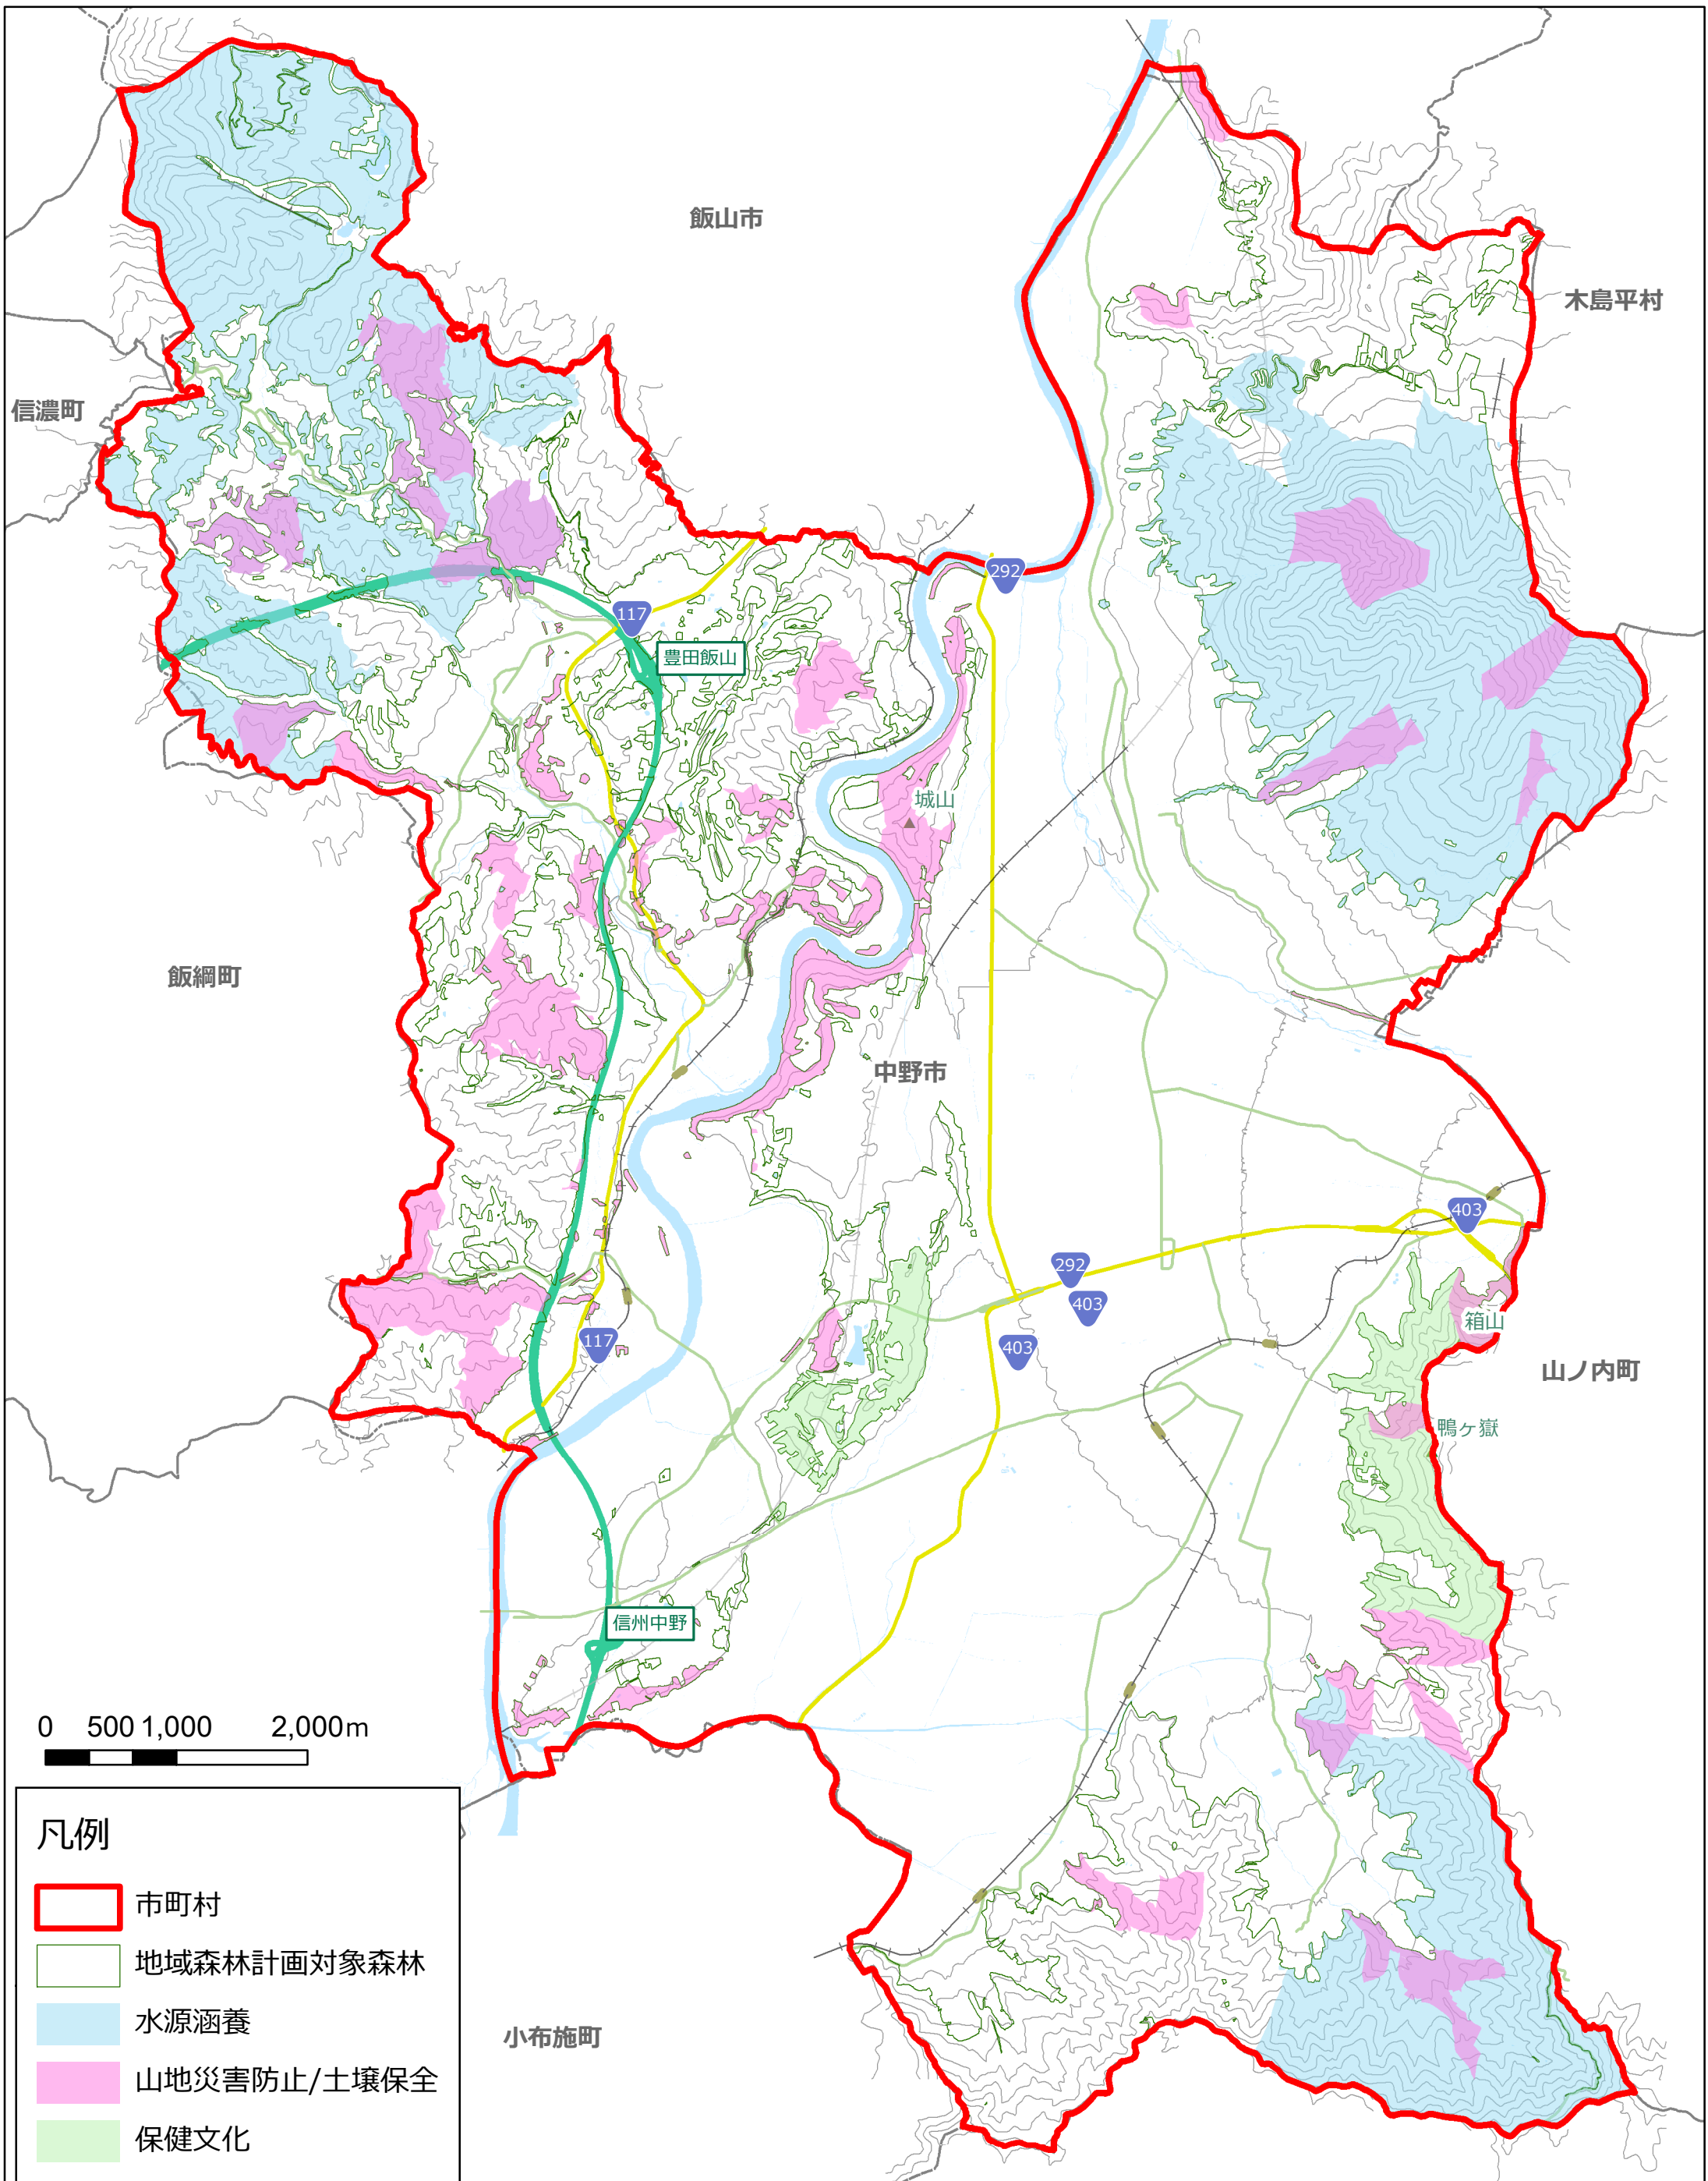 飯山市
木島平村
信濃町
292
117
豊田飯山
城山
飯綱町
中野市
403
292
403
箱山
117
403
山ノ内町
鴨ヶ嶽
信州中野
0 500 1,000 2,000m
凡例
市町村
地域森林計画対象森林
水源涵養
小布施町
山地災害防止/土壌保全
保健文化